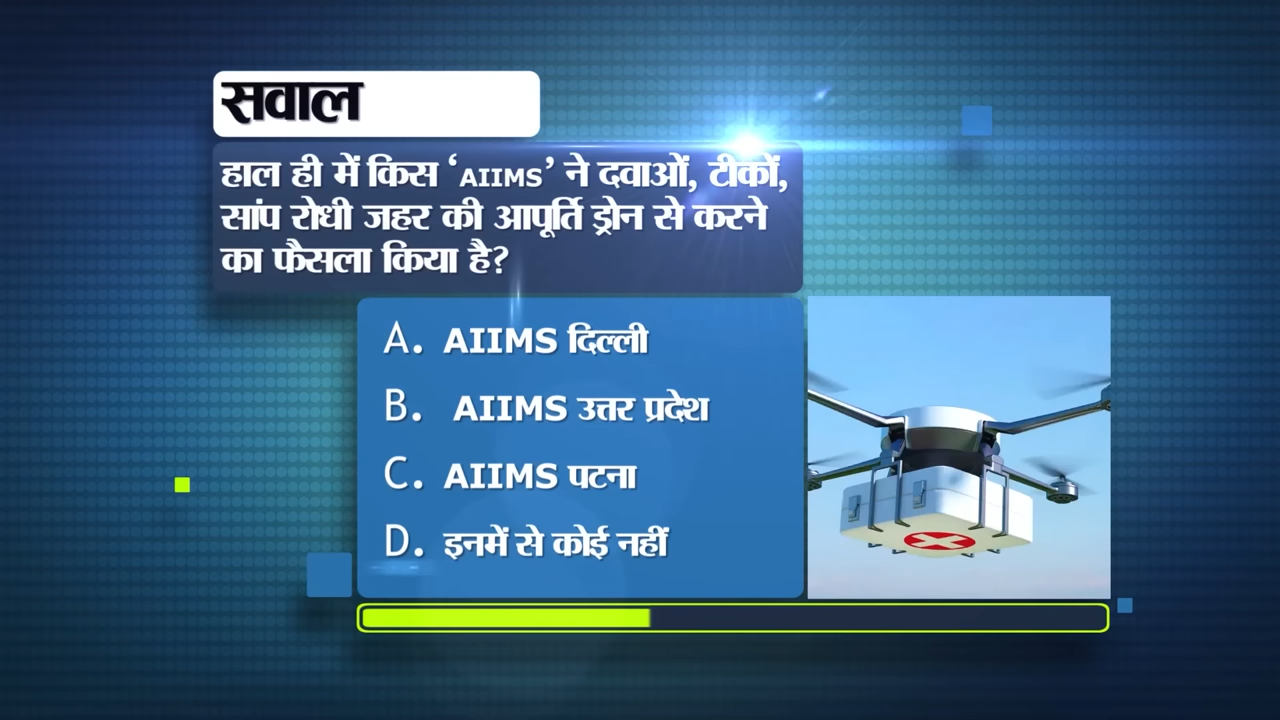 सवाल
हाल ही में किस ‘AIIMS’ ने दवाओं, टीकों,
सांप रोधी जहर की आपूर्ति ड्रोन से करने
का फैसला किया है?
A. AIIMS दिल्ली
B. AIIMS उत्तर प्रदेश
C. AIIMS पटना
D. इनमें से कोई नहीं